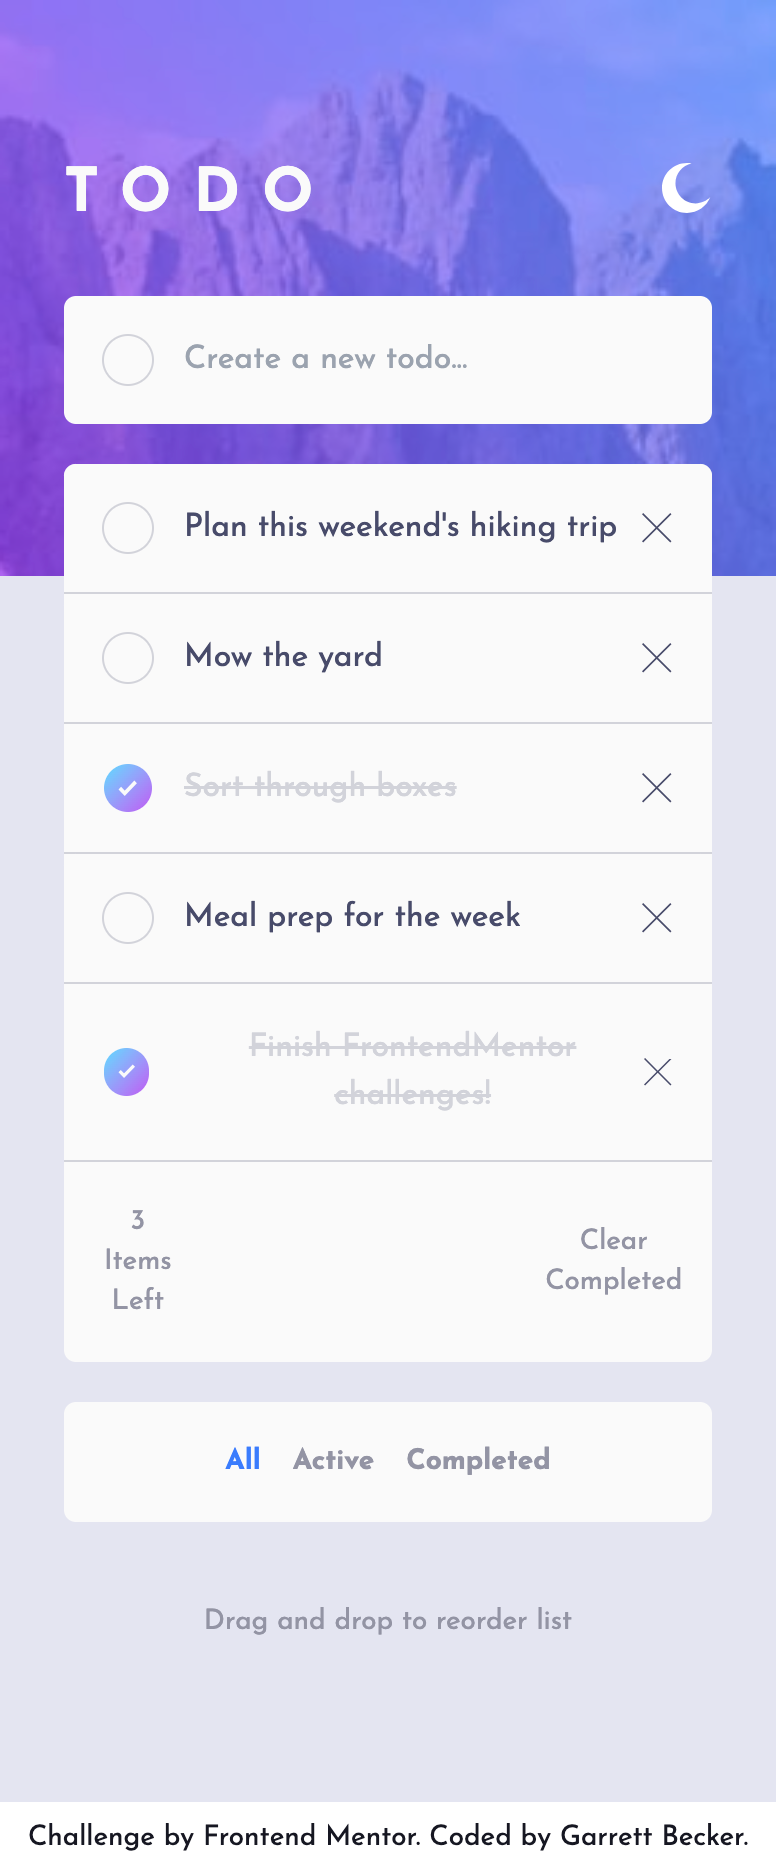 TODO
Create a new todo...
Plan this weekend's hiking trip
Mow the yard
Sort through boxes
Meal prep for the week
Finish FrontendMentor
challenges!
3
Items
Left
Clear
Completed
All Active Completed
Drag and drop to reorder list
Challenge by Frontend Mentor. Coded by Garrett Becker.